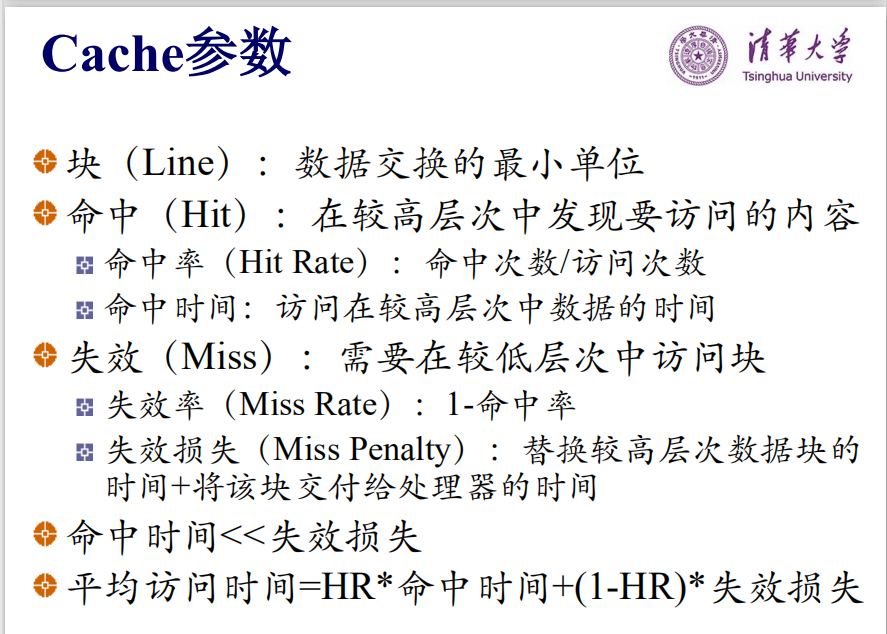 Cache参数
清华大学
Tsinghua University
块（Line）：数据交换的最小单位
命中（Hit）：在较高层次中发现要访问的内容
命中率（Hit Rate）：命中次数/访问次数
命中时间：访问在较高层次中数据的时间
失效（Miss）：需要在较低层次中访问块
失效率（Miss Rate）：1-命中率
失效损失（Miss Penalty）：替换较高层次数据块的
时间+将该块交付给处理器的时间
命中时间<<失效损失
平均访问时间=HR*命中时间+(1-HR)*失效损失